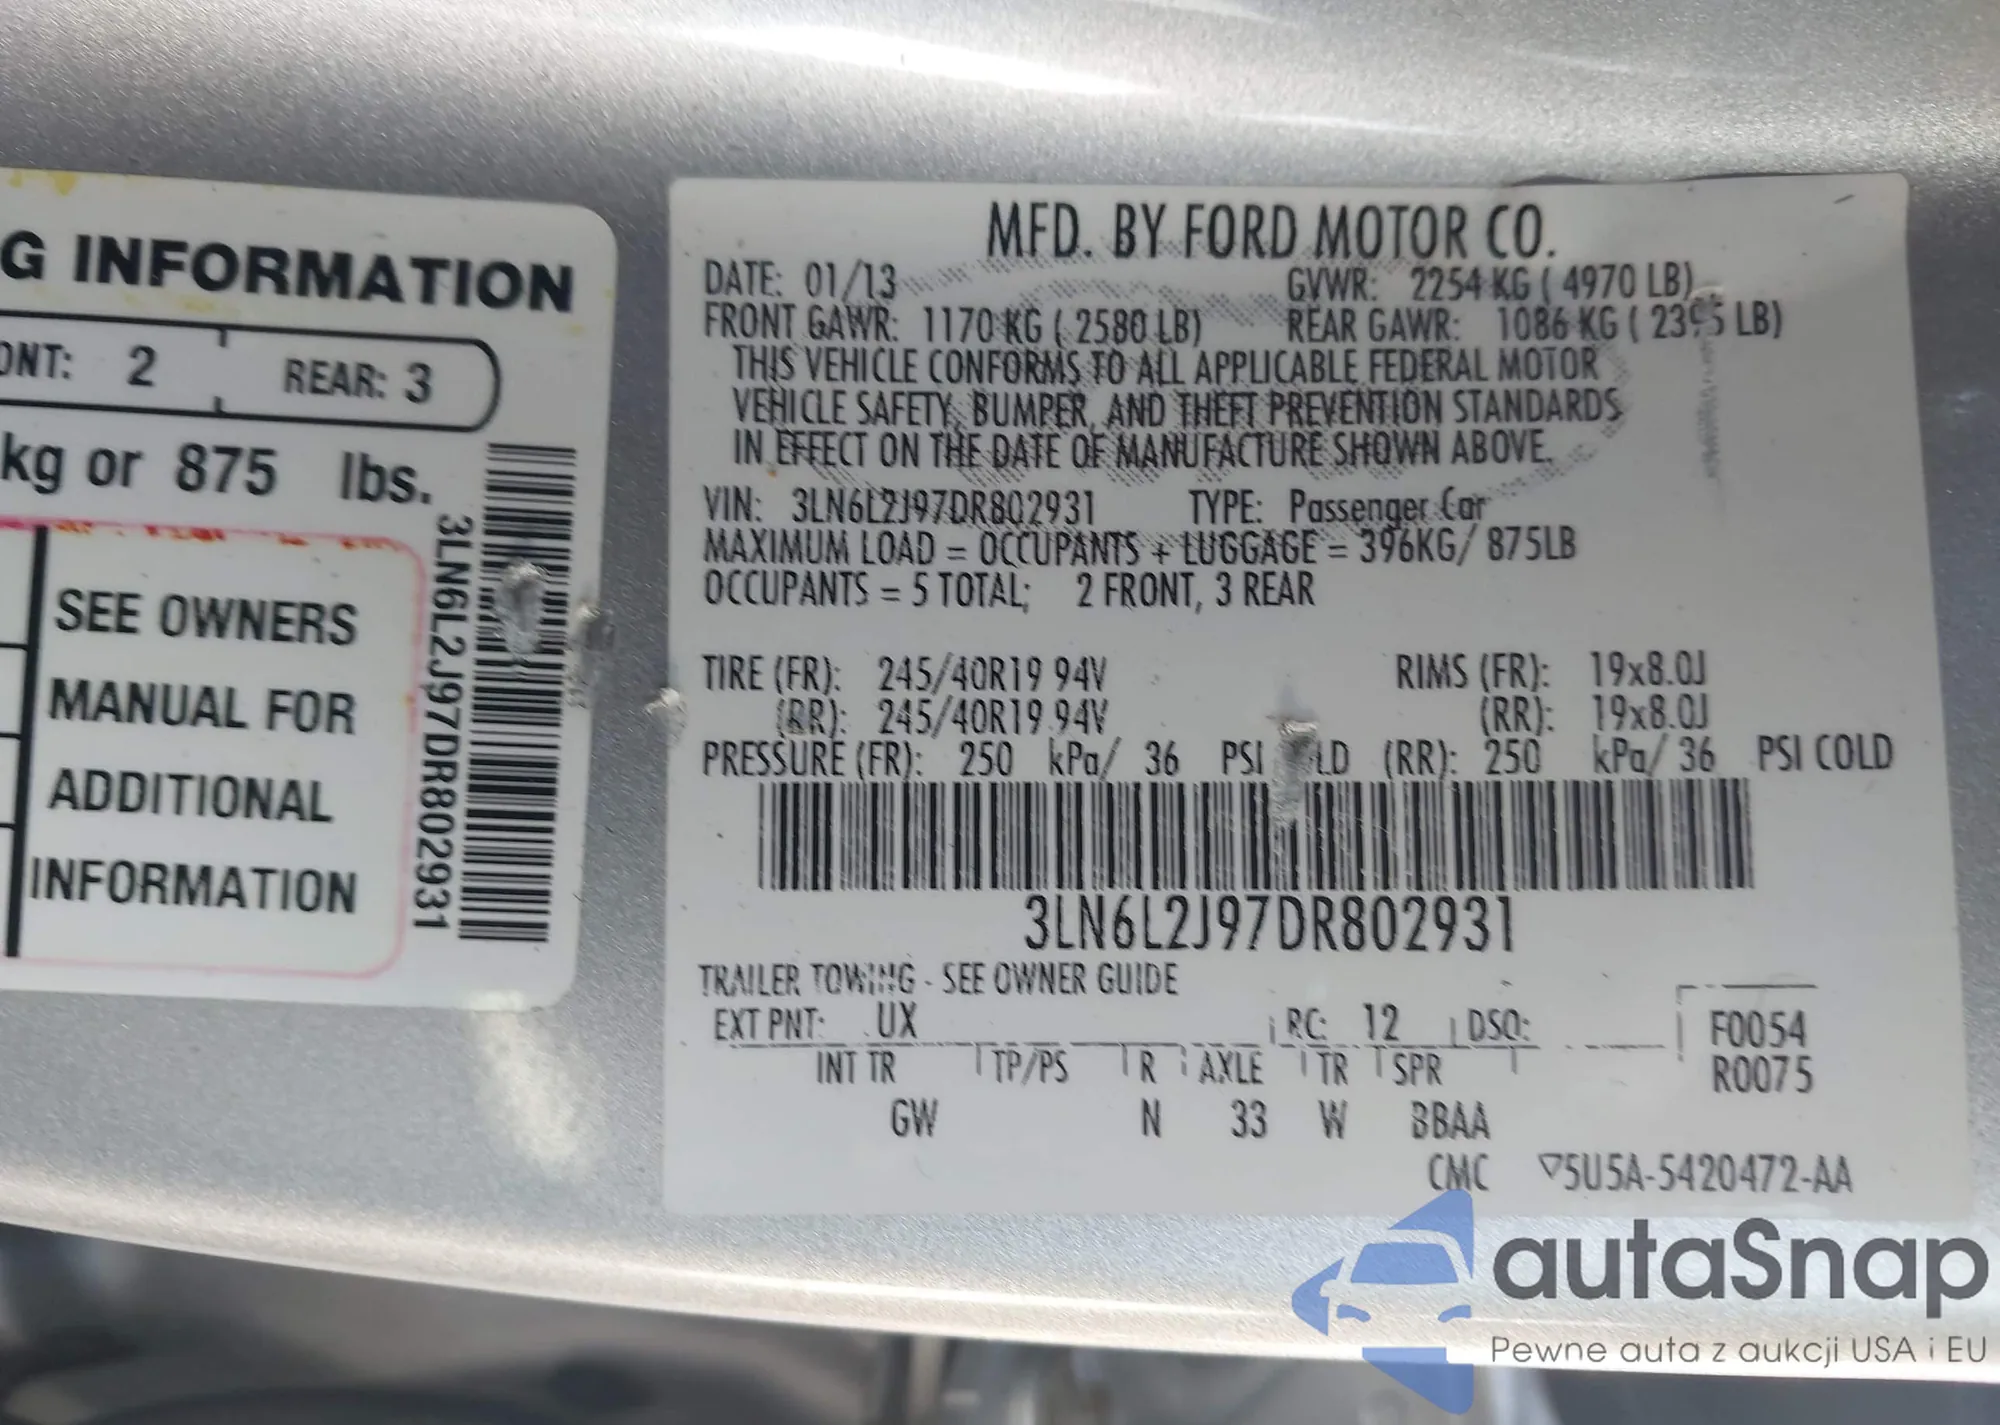 G INFORMATION
ONT: 2 REAR: 3
kg or 875 lbs.
3LN6L2J97DR802931
SEE OWNERS
MANUAL FOR
ADDITIONAL
INFORMATION
MFD. BY FORD MOTOR CO.
DATE: 01/13 GVWR: 2254 KG ( 4970 LB)
FRONT GAWR: 1170 KG ( 2580 LB) REAR GAWR: 1086 KG ( 2395 LB)
THIS VEHICLE CONFORMS TO ALL APPLICABLE FEDERAL MOTOR
VEHICLE SAFETY, BUMPER, AND THEFT PREVENTION STANDARDS
IN EFFECT ON THE DATE OF MANUFACTURE SHOWN ABOVE.
VIN: 3LN6L2J97DR802931 TYPE: Passenger Car
MAXIMUM LOAD = OCCUPANTS + LUGGAGE = 396KG/ 875LB
OCCUPANTS = 5 TOTAL; 2 FRONT, 3 REAR
TIRE (FR): 245/40R19 94V RIMS (FR): 19x8.0J
(RR): 245/40R19 94V (RR): 19x8.0J
PRESSURE (FR): 250 kPa/ 36 PSI LD (RR): 250 kPa/ 36 PSI COLD
3LN6L2J97DR802931
TRAILER TOWING - SEE OWNER GUIDE
EXT PNT: UX RC: 12 DSO: F0054
INT TR TP/PS R AXLE TR SPR R0075
GW N 33 W BBAA
CMC ▽5U5A-5420472-AA
autaSnap
Pewne auta z aukcji USA i EU